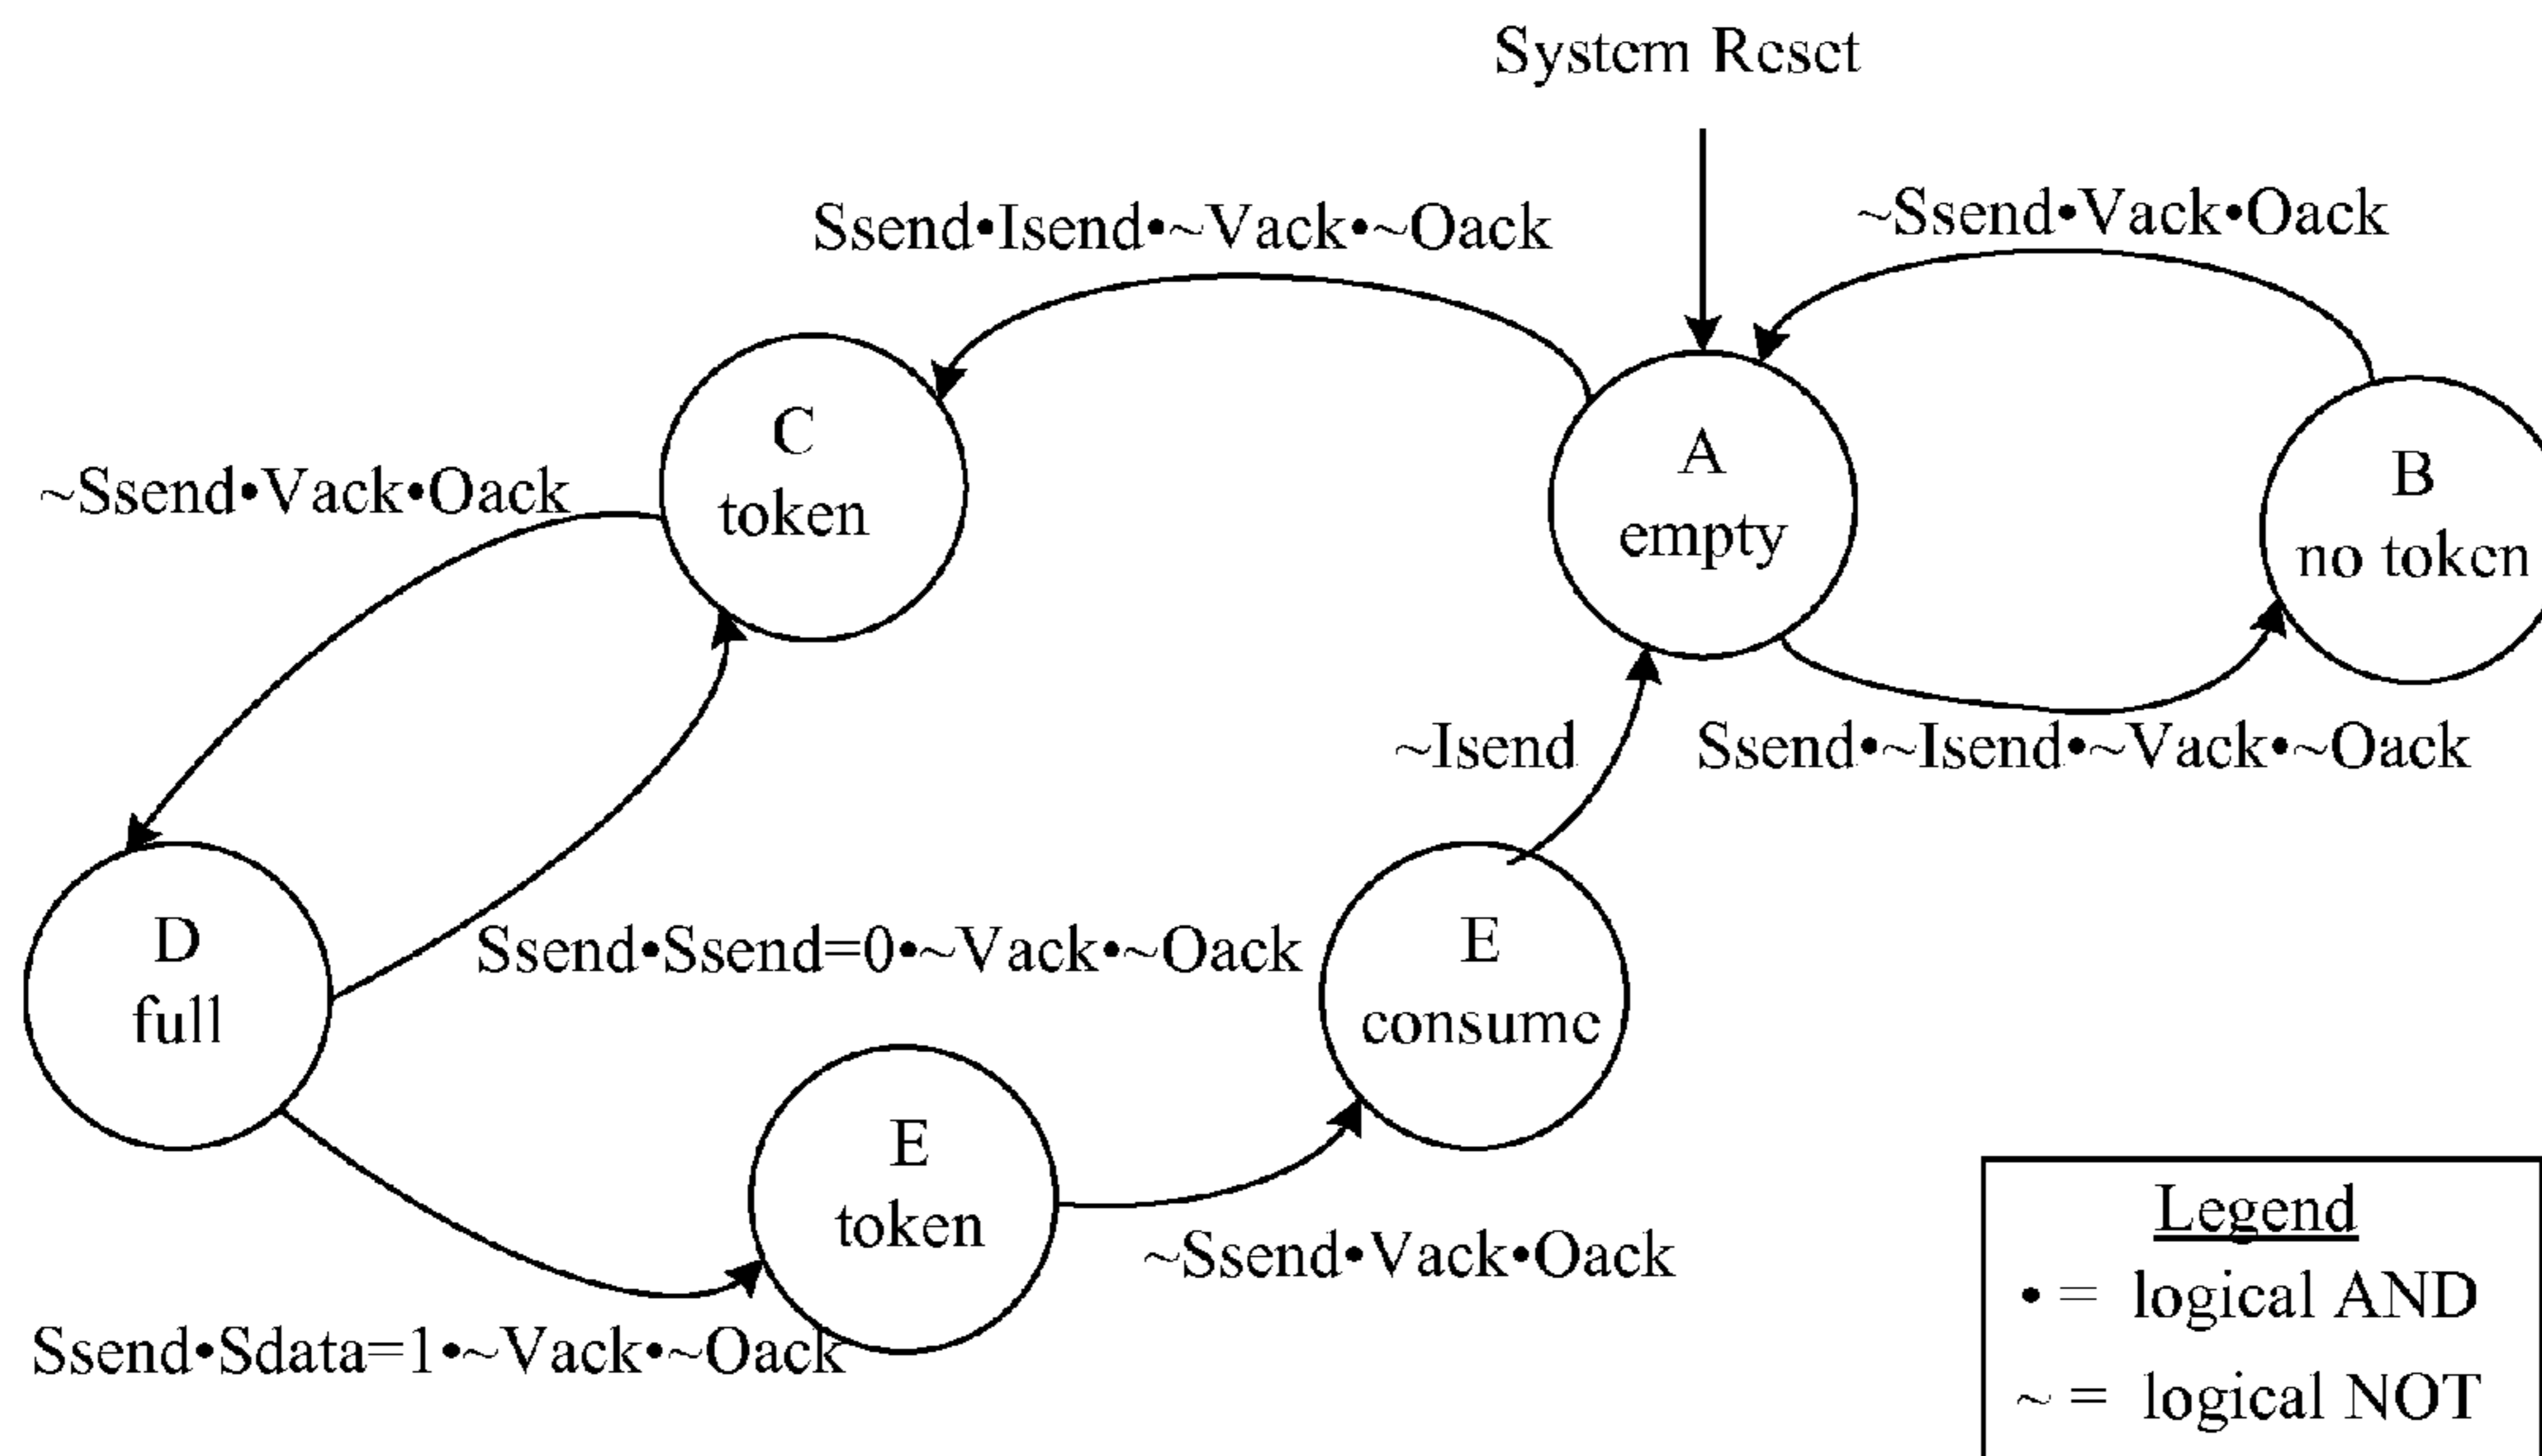 System Reset
Ssend•Isend•~Vack•~Oack
~Ssend•Vack•Oack
C
token
A
empty
B
no token
~Ssend•Vack•Oack
~Isend
Ssend•~Isend•~Vack•~Oack
D
full
Ssend•Ssend=0•~Vack•~Oack
E
consume
E
token
~Ssend•Vack•Oack
Ssend•Sdata=1•~Vack•~Oack
Legend
• = logical AND
~ = logical NOT